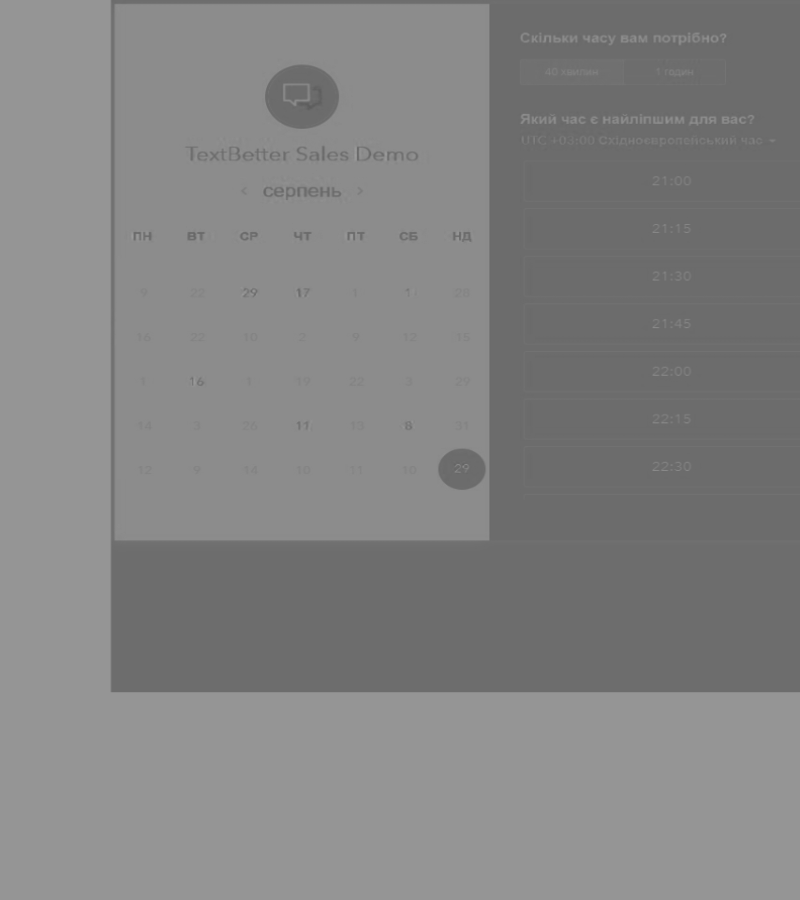 TextBetter Sales Demo
‹ серпень ›
ПН ВТ СР ЧТ ПТ СБ НД
9 22 29 17 1 1 28
16 22 10 2 9 12 15
1 16 1 19 22 3 29
14 3 26 11 13 8 31
12 9 14 10 11 10 29
Скільки часу вам потрібно?
40 хвилин 1 годин
Який час є найліпшим для вас?
UTC +03:00 Східноєвропейський час
21:00
21:15
21:30
21:45
22:00
22:15
22:30